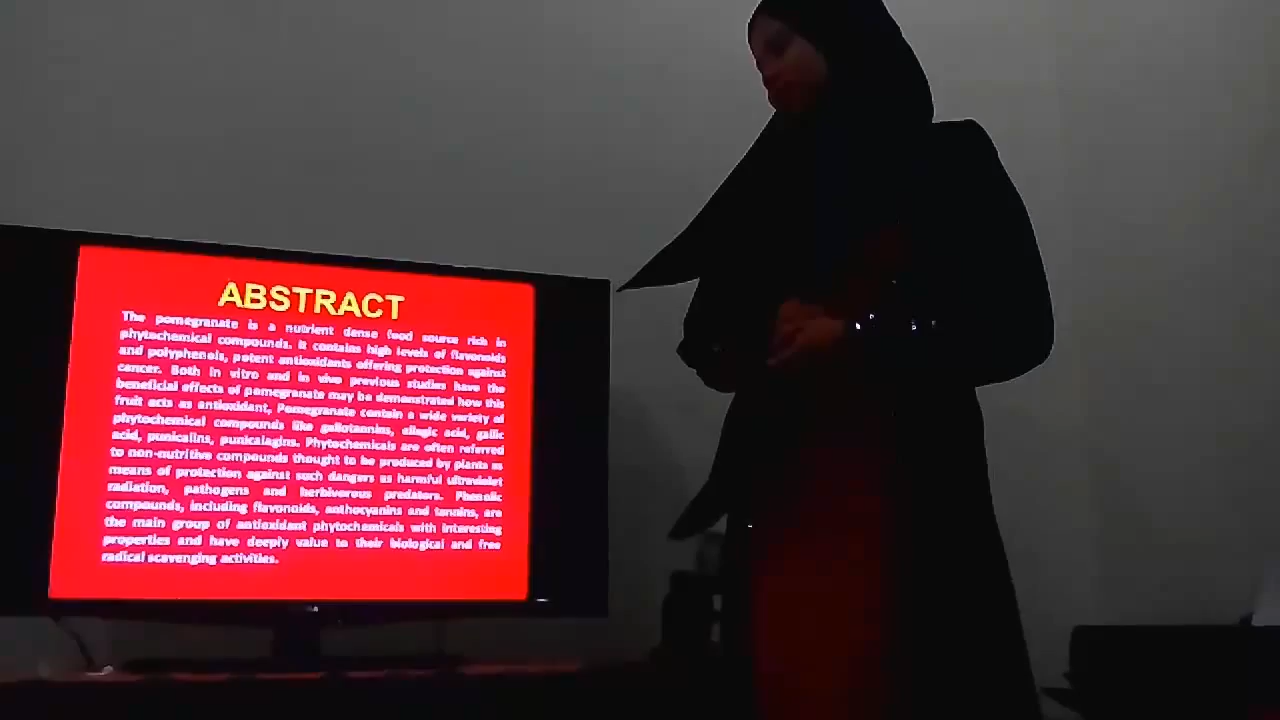 ABSTRACT
The pomegranate is a nutrient dense food source rich in
phytochemical compounds. It contains high levels of flavonoids
and polyphenols, potent antioxidants offering protection against
cancer. Both in vitro and in vivo previous studies have the
beneficial effects of pomegranate may be demonstrated how this
fruit acts as antioxidant, Pomegranate contain a wide variety of
phytochemical compounds like gallotannins, ellagic acid, gallic
acid, punicalins, punicalagins. Phytochemicals are often referred
to non-nutritive compounds thought to be produced by plants as
means of protection against such dangers as harmful ultraviolet
radiation, pathogens and herbivorous predators. Phenolic
compounds, including flavonoids, anthocyanins and tannins, are
the main group of antioxidant phytochemicals with interesting
properties and have deeply value to their biological and free
radical scavenging activities.